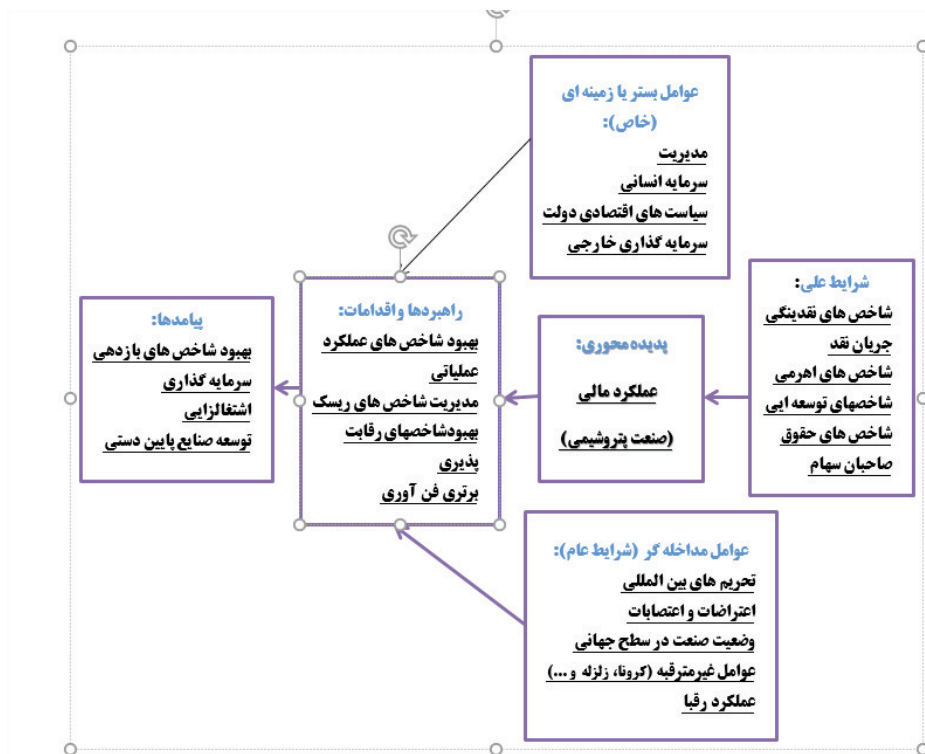 عوامل بستر یا زمینه ای
(خاص):
مدیریت
سرمایه انسانی
سیاست های اقتصادی دولت
سرمایه گذاری خارجی
شرایط علی:
شاخص های نقدینگی
جریان نقد
شاخص های اهرمی
شاخصهای توسعه ایی
شاخص های حقوق
صاحبان سهام
پدیده محوری:
عملکرد مالی
(صنعت پتروشیمی)
راهبردها و اقدامات:
بهبود شاخص های عملکرد
عملیاتی
مدیریت شاخص های ریسک
بهبودشاخصهای رقابت
پذیری
برتری فن آوری
پیامدها:
بهبود شاخص های بازدهی
سرمایه گذاری
اشتغالزایی
توسعه صنایع پایین دستی
عوامل مداخله گر (شرایط عام):
تحریم های بین المللی
اعتراضات و اعتصابات
وضعیت صنعت در سطح جهانی
عوامل غیرمترقبه (کرونا، زلزله و ...)
عملکرد رقبا